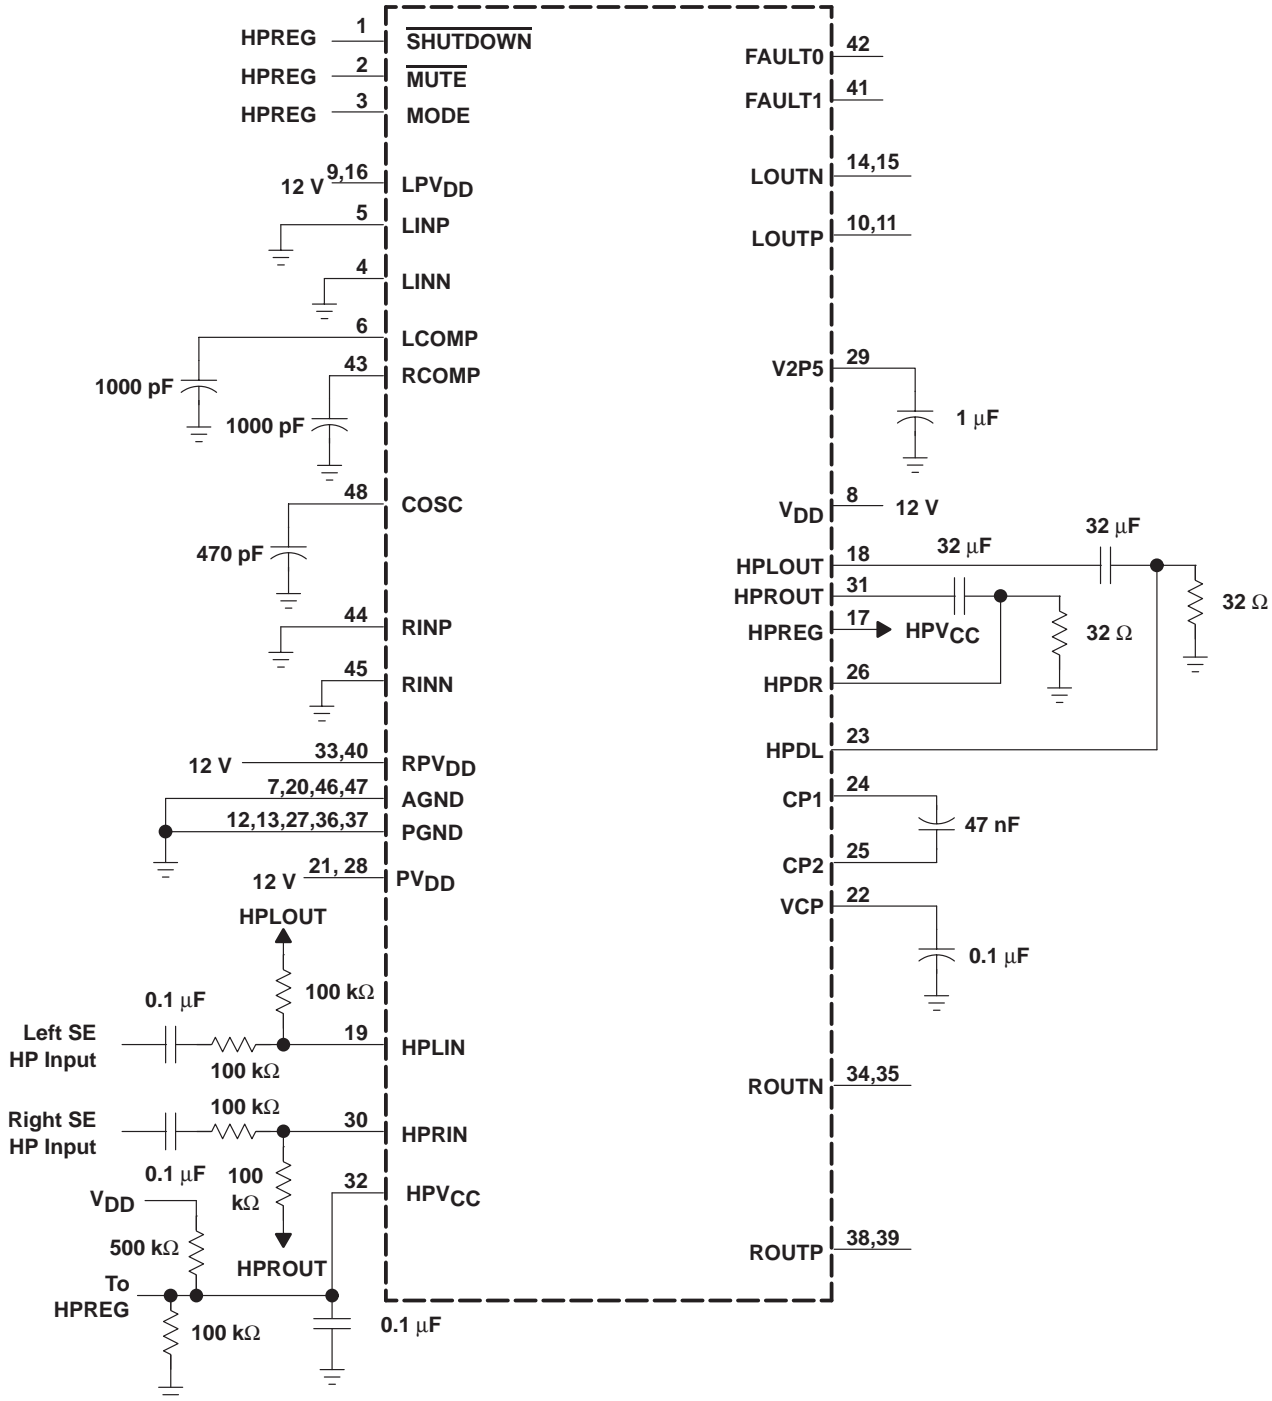 HPREG 1 SHUTDOWN
HPREG 2 MUTE
HPREG 3 MODE
12 V 9,16 LPVDD
5 LINP
4 LINN
6 LCOMP
1000 pF
43 RCOMP
1000 pF
48 COSC
470 pF
44 RINP
45 RINN
12 V 33,40 RPVDD
7,20,46,47 AGND
12,13,27,36,37 PGND
12 V 21, 28 PVDD
HPLOUT
100 kΩ
0.1 μF
Left SE
HP Input
100 kΩ
19 HPLIN
Right SE
HP Input
100 kΩ
30 HPRIN
0.1 μF
100
kΩ
HPROUT
32 HPVCC
VDD
500 kΩ
To
HPREG
100 kΩ
0.1 μF
FAULT0 42
FAULT1 41
LOUTN 14,15
LOUTP 10,11
V2P5 29
1 μF
VDD 8 12 V
HPLOUT 18
32 μF
32 Ω
HPROUT 31
32 μF
32 Ω
HPREG 17 HPVCC
HPDR 26
HPDL 23
CP1 24
47 nF
CP2 25
VCP 22
0.1 μF
ROUTN 34,35
ROUTP 38,39